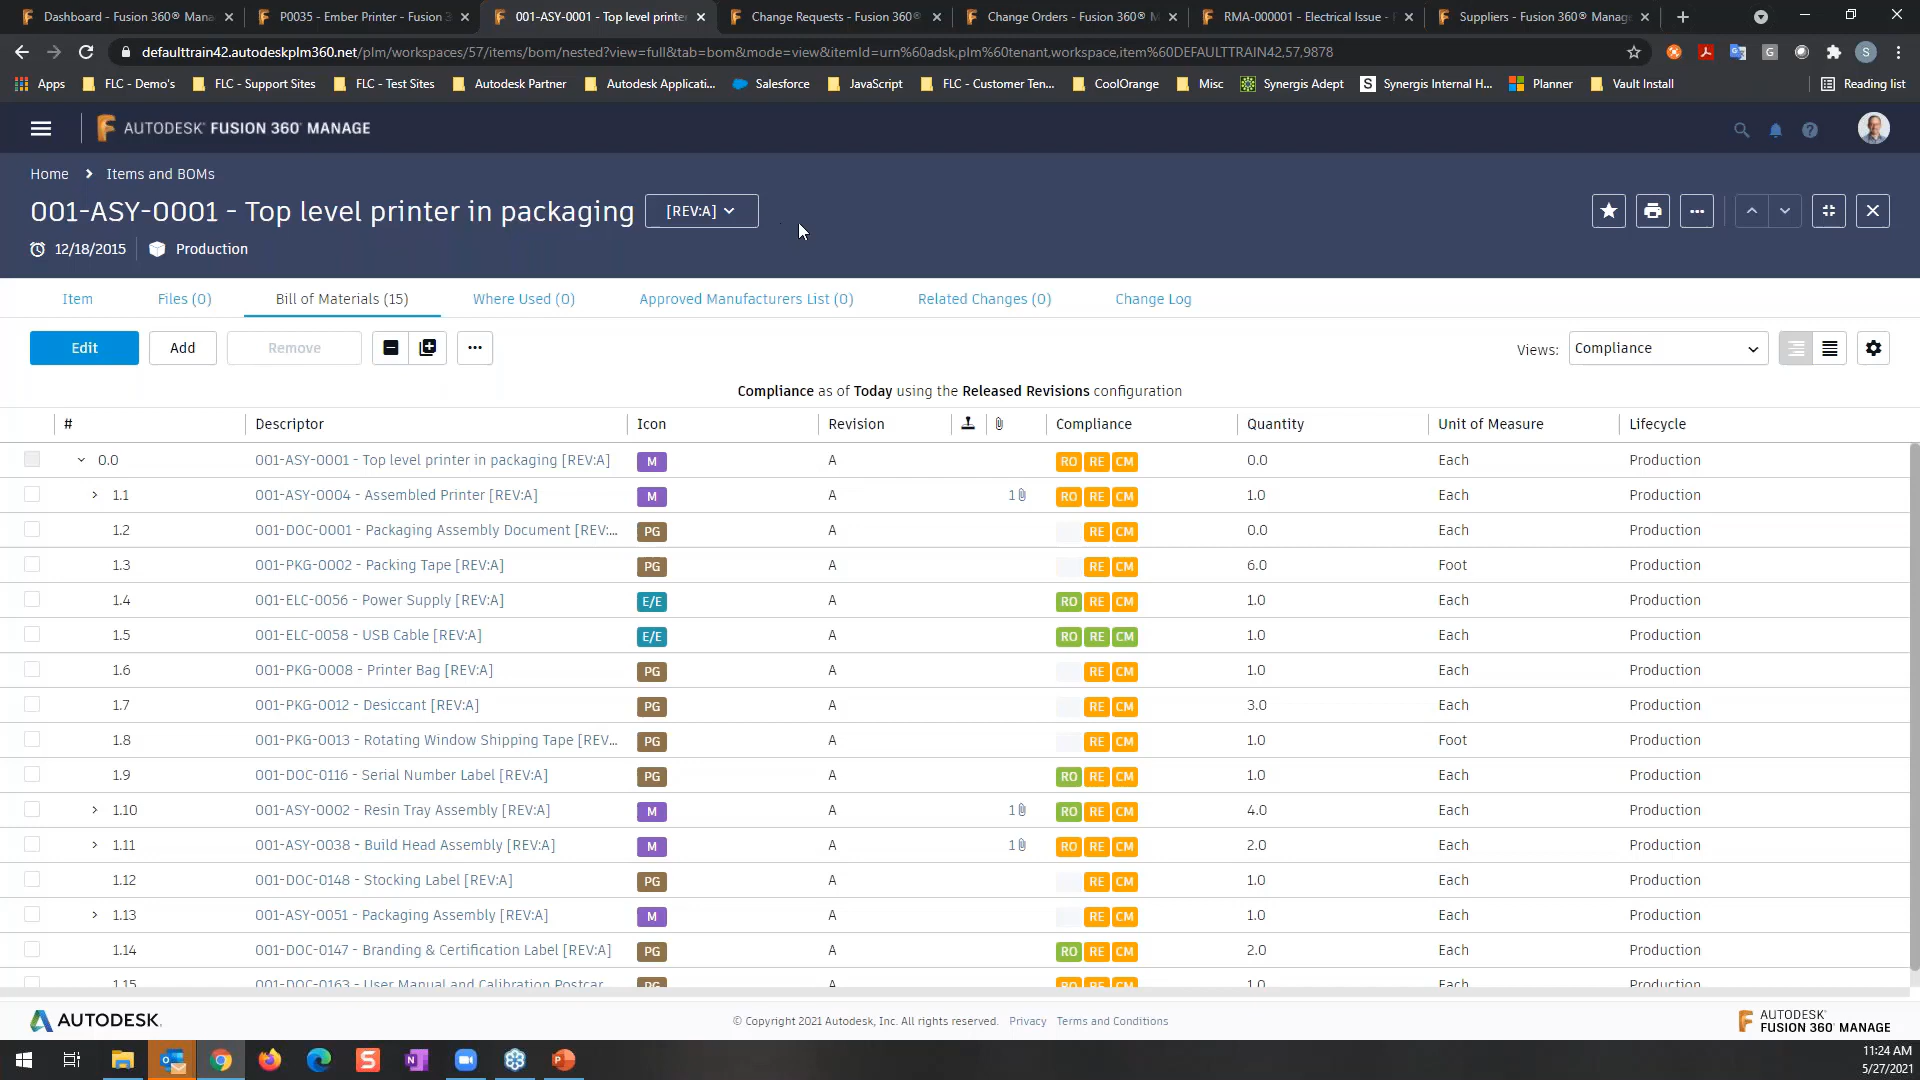 Dashboard - Fusion 360® Mana
P0035 - Ember Printer - Fusion 3
001-ASY-0001 - Top level printer
Change Requests - Fusion 360®
Change Orders - Fusion 360® M
RMA-000001 - Electrical Issue - F
Suppliers - Fusion 360® Manag
defaulttrain42.autodeskplm360.net/plm/workspaces/57/items/bom/nested?view=full&tab=bom&mode=view&itemId=urn%60adsk,plm%60tenant,workspace,item%60DEFAULTTRAIN42,57,9878
Apps FLC - Demo's FLC - Support Sites FLC - Test Sites Autodesk Partner Autodesk Applicati... Salesforce JavaScript FLC - Customer Ten... CoolOrange Misc Synergis Adept Synergis Internal H... Planner Vault Install Reading list
AUTODESK® FUSION 360® MANAGE
Home > Items and BOMs
001-ASY-0001 - Top level printer in packaging [REV:A]
12/18/2015 Production
Item Files (0) Bill of Materials (15) Where Used (0) Approved Manufacturers List (0) Related Changes (0) Change Log
Edit Add Remove ... Views: Compliance
Compliance as of Today using the Released Revisions configuration
# Descriptor Icon Revision Compliance Quantity Unit of Measure Lifecycle
0.0 001-ASY-0001 - Top level printer in packaging [REV:A] M A RO RE CM 0.0 Each Production
1.1 001-ASY-0004 - Assembled Printer [REV:A] M A 1 RO RE CM 1.0 Each Production
1.2 001-DOC-0001 - Packaging Assembly Document [REV:... PG A RE CM 0.0 Each Production
1.3 001-PKG-0002 - Packing Tape [REV:A] PG A RE CM 6.0 Foot Production
1.4 001-ELC-0056 - Power Supply [REV:A] E/E A RO RE CM 1.0 Each Production
1.5 001-ELC-0058 - USB Cable [REV:A] E/E A RO RE CM 1.0 Each Production
1.6 001-PKG-0008 - Printer Bag [REV:A] PG A RE CM 1.0 Each Production
1.7 001-PKG-0012 - Desiccant [REV:A] PG A RE CM 3.0 Each Production
1.8 001-PKG-0013 - Rotating Window Shipping Tape [REV... PG A RE CM 1.0 Foot Production
1.9 001-DOC-0116 - Serial Number Label [REV:A] PG A RO RE CM 1.0 Each Production
1.10 001-ASY-0002 - Resin Tray Assembly [REV:A] M A 1 RO RE CM 4.0 Each Production
1.11 001-ASY-0038 - Build Head Assembly [REV:A] M A 1 RO RE CM 2.0 Each Production
1.12 001-DOC-0148 - Stocking Label [REV:A] PG A RE CM 1.0 Each Production
1.13 001-ASY-0051 - Packaging Assembly [REV:A] M A RE CM 1.0 Each Production
1.14 001-DOC-0147 - Branding & Certification Label [REV:A] PG A RO RE CM 2.0 Each Production
1.15 001-DOC-0163 - User Manual and Calibration Postcar PG A RO RE CM 1.0 Each Production
AUTODESK. © Copyright 2021 Autodesk, Inc. All rights reserved. Privacy Terms and Conditions AUTODESK® FUSION 360® MANAGE
11:24 AM
5/27/2021